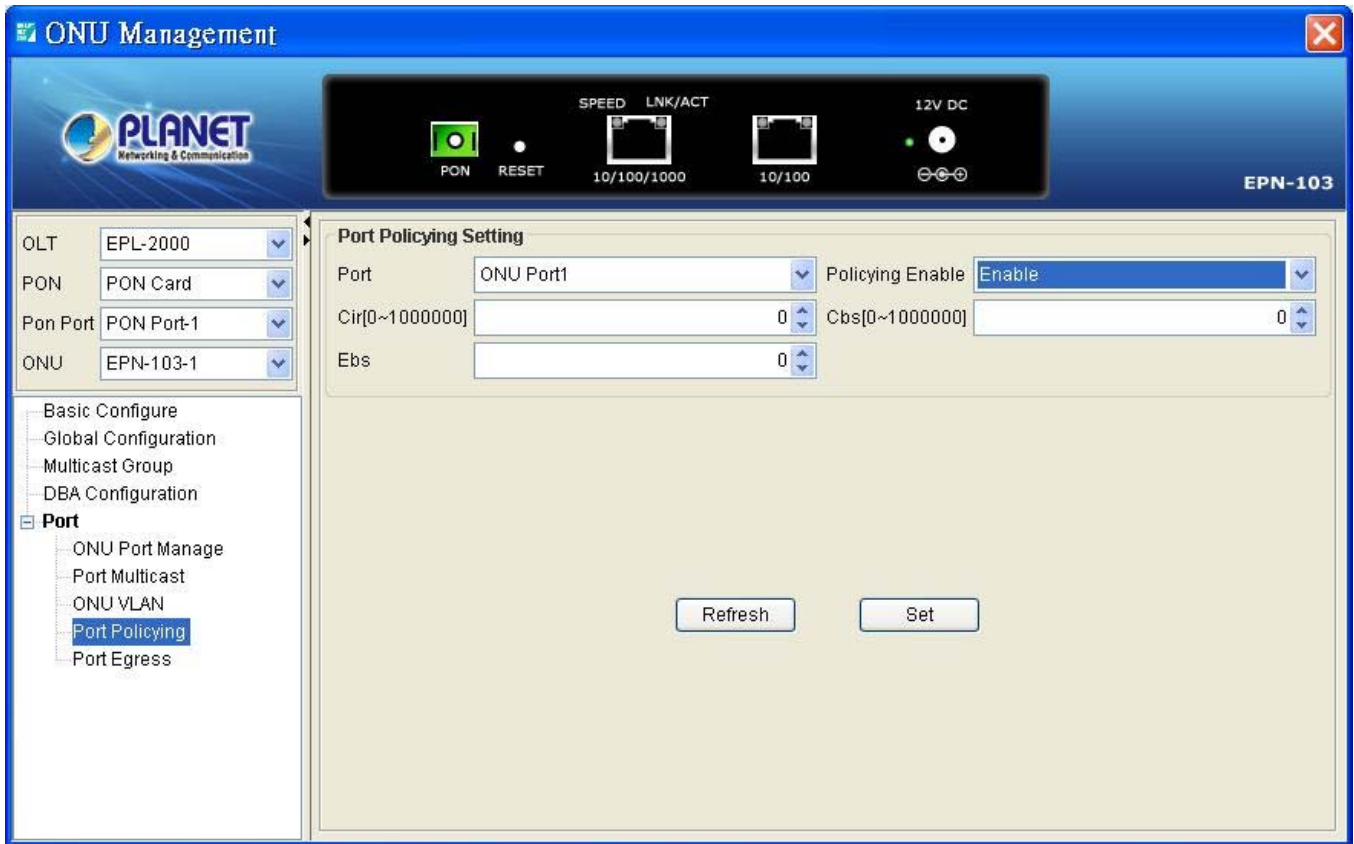 ONU Management
PLANET
Networking & Communication
SPEED LNK/ACT
12V DC
PON RESET 10/100/1000 10/100
EPN-103
OLT EPL-2000
PON PON Card
Pon Port PON Port-1
ONU EPN-103-1
Basic Configure
Global Configuration
Multicast Group
DBA Configuration
Port
ONU Port Manage
Port Multicast
ONU VLAN
Port Policying
Port Egress
Port Policying Setting
Port ONU Port1 Policying Enable Enable
Cir[0~1000000] 0 Cbs[0~1000000] 0
Ebs 0
Refresh Set